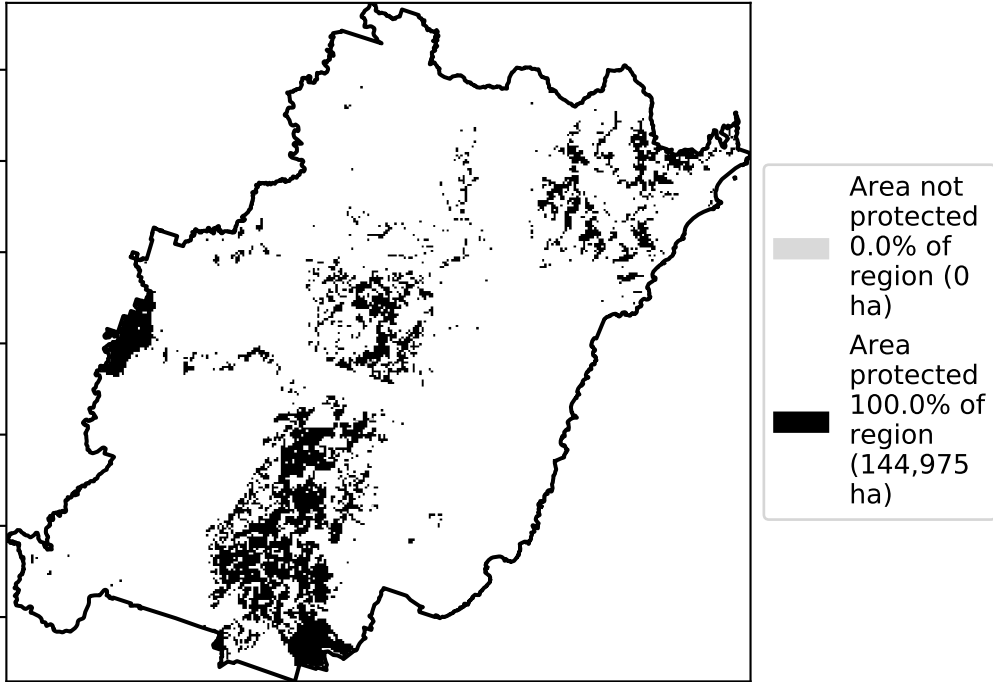 Area not
protected
0.0% of
region (0
ha)
Area
protected
100.0% of
region
(144,975
ha)